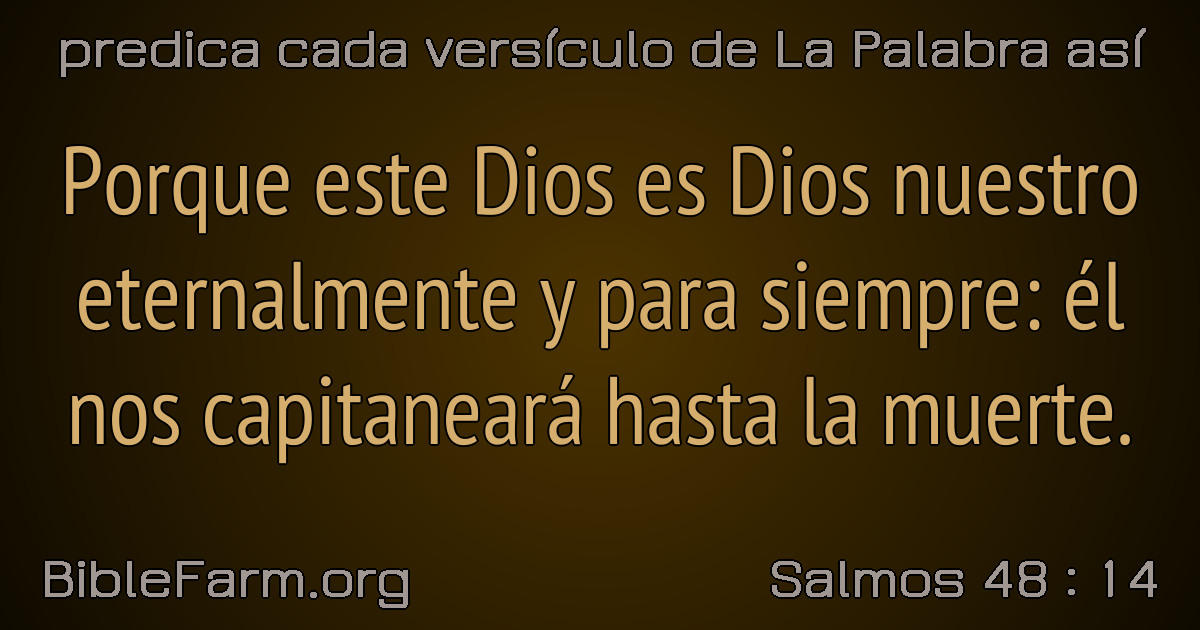 predica cada versículo de La Palabra así
Porque este Dios es Dios nuestro
eternalmente y para siempre: él
nos capitaneará hasta la muerte.
BibleFarm.org
Salmos 48 : 14